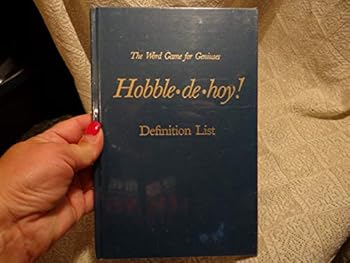 The Word Game for Geniuses
Hobble•de•hoy!
Definition List